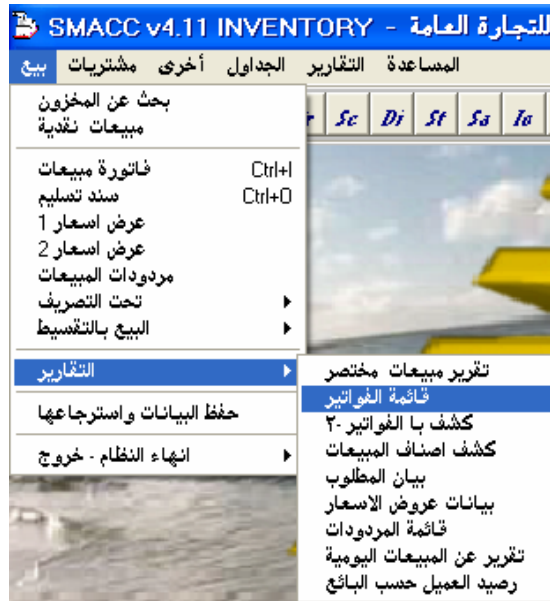 SMACC v4.11 INVENTORY - للتجارة العامة
بيع مشتريات أخرى الجداول التقارير المساعدة
Sc Di St Sa Ta
بحث عن المخزون
مبيعات نقدية
فاتورة مبيعات Ctrl+I
سند تسليم Ctrl+O
عرض اسعار 1
عرض اسعار 2
مردودات المبيعات
تحت التصريف
البيع بالتقسيط
التقارير
حفظ البيانات واسترجاعها
انهاء النظام - خروج
تقرير مبيعات مختصر
قائمة الفواتير
كشف با الفواتير -٢
كشف اصناف المبيعات
بيان المطلوب
بيانات عروض الاسعار
قائمة المردودات
تقرير عن المبيعات اليومية
رصيد العميل حسب البائع